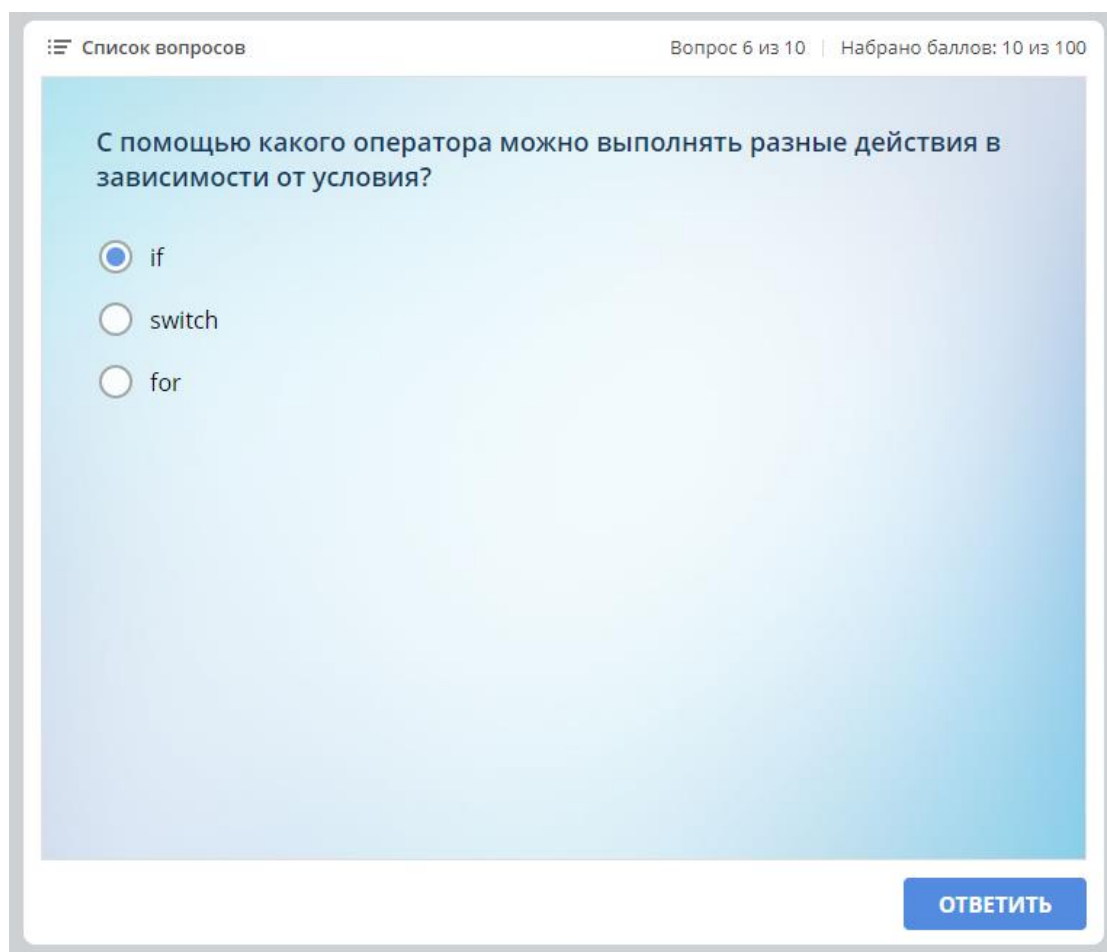 Список вопросов
Вопрос 6 из 10 | Набрано баллов: 10 из 100
С помощью какого оператора можно выполнять разные действия в
зависимости от условия?
if
switch
for
ОТВЕТИТЬ